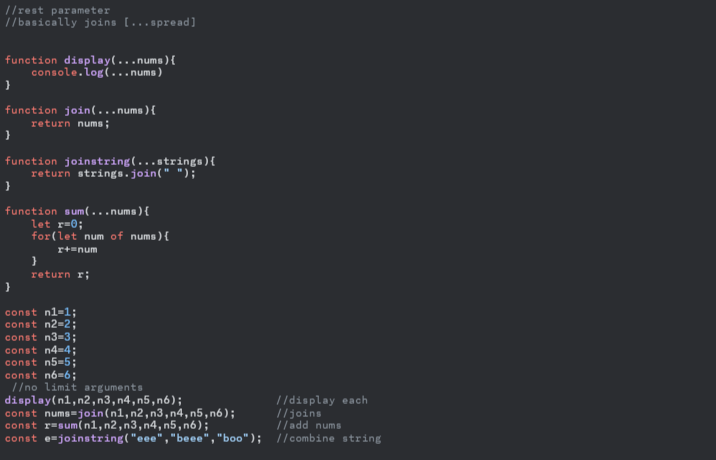 //rest parameter
//basically joins [...spread]
function display(...nums){
    console.log(...nums)
}
function join(...nums){
    return nums;
}
function joinstring(...strings){
    return strings.join(" ");
}
function sum(...nums){
    let r=0;
    for(let num of nums){
        r+=num
    }
    return r;
}
const n1=1;
const n2=2;
const n3=3;
const n4=4;
const n5=5;
const n6=6;
 //no limit arguments
display(n1,n2,n3,n4,n5,n6);              //display each
const nums=join(n1,n2,n3,n4,n5,n6);      //joins
const r=sum(n1,n2,n3,n4,n5,n6);          //add nums
const e=joinstring("eee","beee","boo");  //combine string